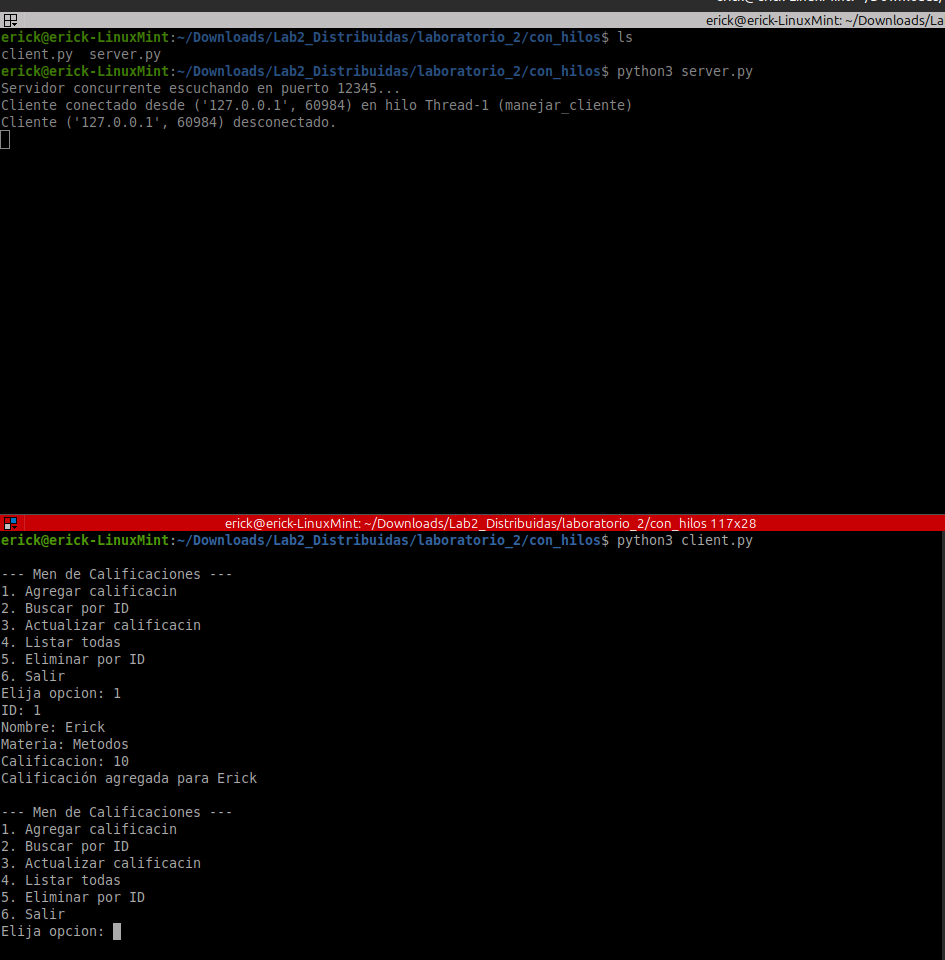 erick@erick-LinuxMint: ~/Downloads/La
erick@erick-LinuxMint:~/Downloads/Lab2_Distribuidas/laboratorio_2/con_hilos$ ls
client.py  server.py
erick@erick-LinuxMint:~/Downloads/Lab2_Distribuidas/laboratorio_2/con_hilos$ python3 server.py
Servidor concurrente escuchando en puerto 12345...
Cliente conectado desde ('127.0.0.1', 60984) en hilo Thread-1 (manejar_cliente)
Cliente ('127.0.0.1', 60984) desconectado.
erick@erick-LinuxMint: ~/Downloads/Lab2_Distribuidas/laboratorio_2/con_hilos 117x28
erick@erick-LinuxMint:~/Downloads/Lab2_Distribuidas/laboratorio_2/con_hilos$ python3 client.py
--- Men de Calificaciones ---
1. Agregar calificacin
2. Buscar por ID
3. Actualizar calificacin
4. Listar todas
5. Eliminar por ID
6. Salir
Elija opcion: 1
ID: 1
Nombre: Erick
Materia: Metodos
Calificacion: 10
Calificación agregada para Erick
--- Men de Calificaciones ---
1. Agregar calificacin
2. Buscar por ID
3. Actualizar calificacin
4. Listar todas
5. Eliminar por ID
6. Salir
Elija opcion: